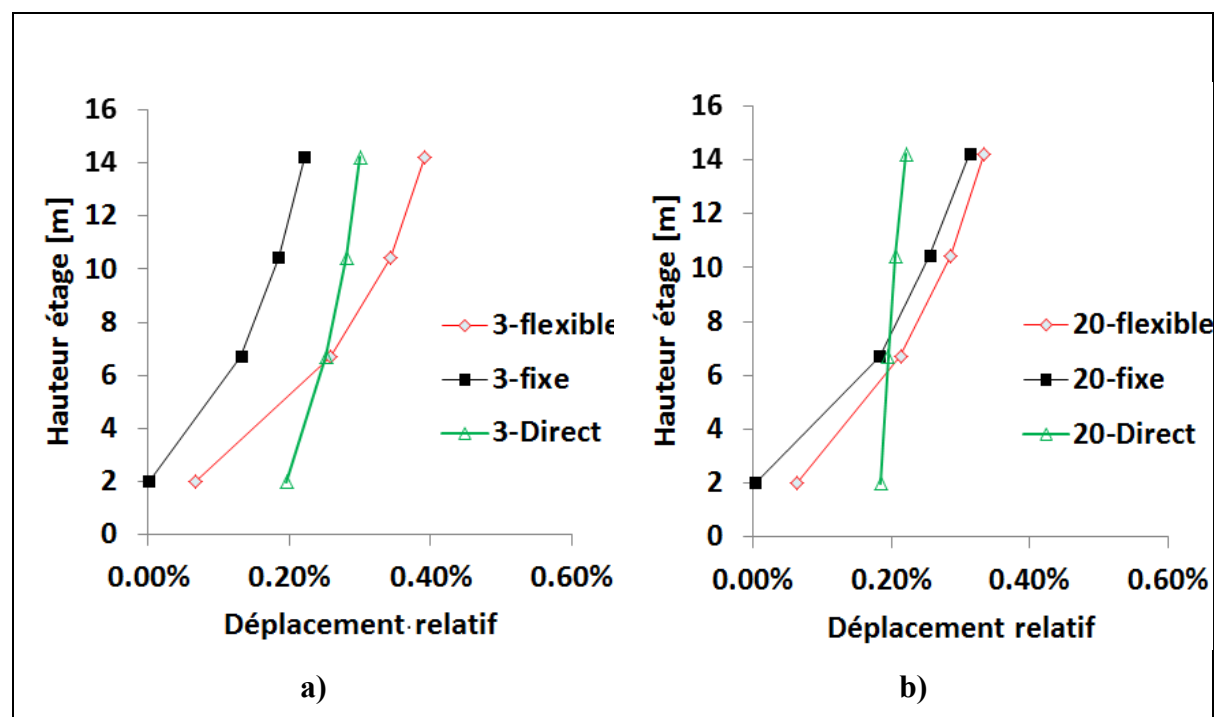 16
14
12
10
8
6
4
2
0
Hauteur étage [m]
0.00% 0.20% 0.40% 0.60%
Déplacement·relatif
3-flexible
3-fixe
3-Direct
a)
16
14
12
10
8
6
4
2
0
Hauteur étage [m]
0.00% 0.20% 0.40% 0.60%
Déplacement relatif
20-flexible
20-fixe
20-Direct
b)